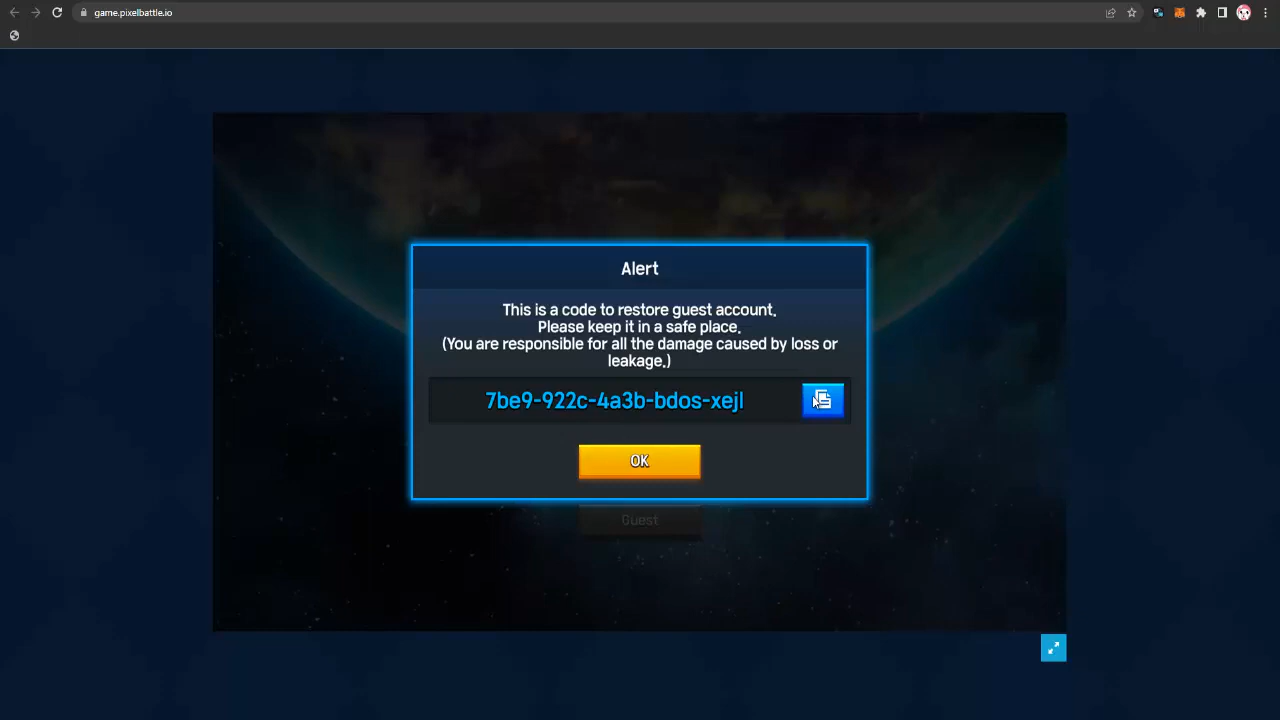 game.pixelbattle.io
Alert
This is a code to restore guest account.
Please keep it in a safe place.
(You are responsible for all the damage caused by loss or
leakage.)
7be9-922c-4a3b-bdos-xejl
OK
Guest